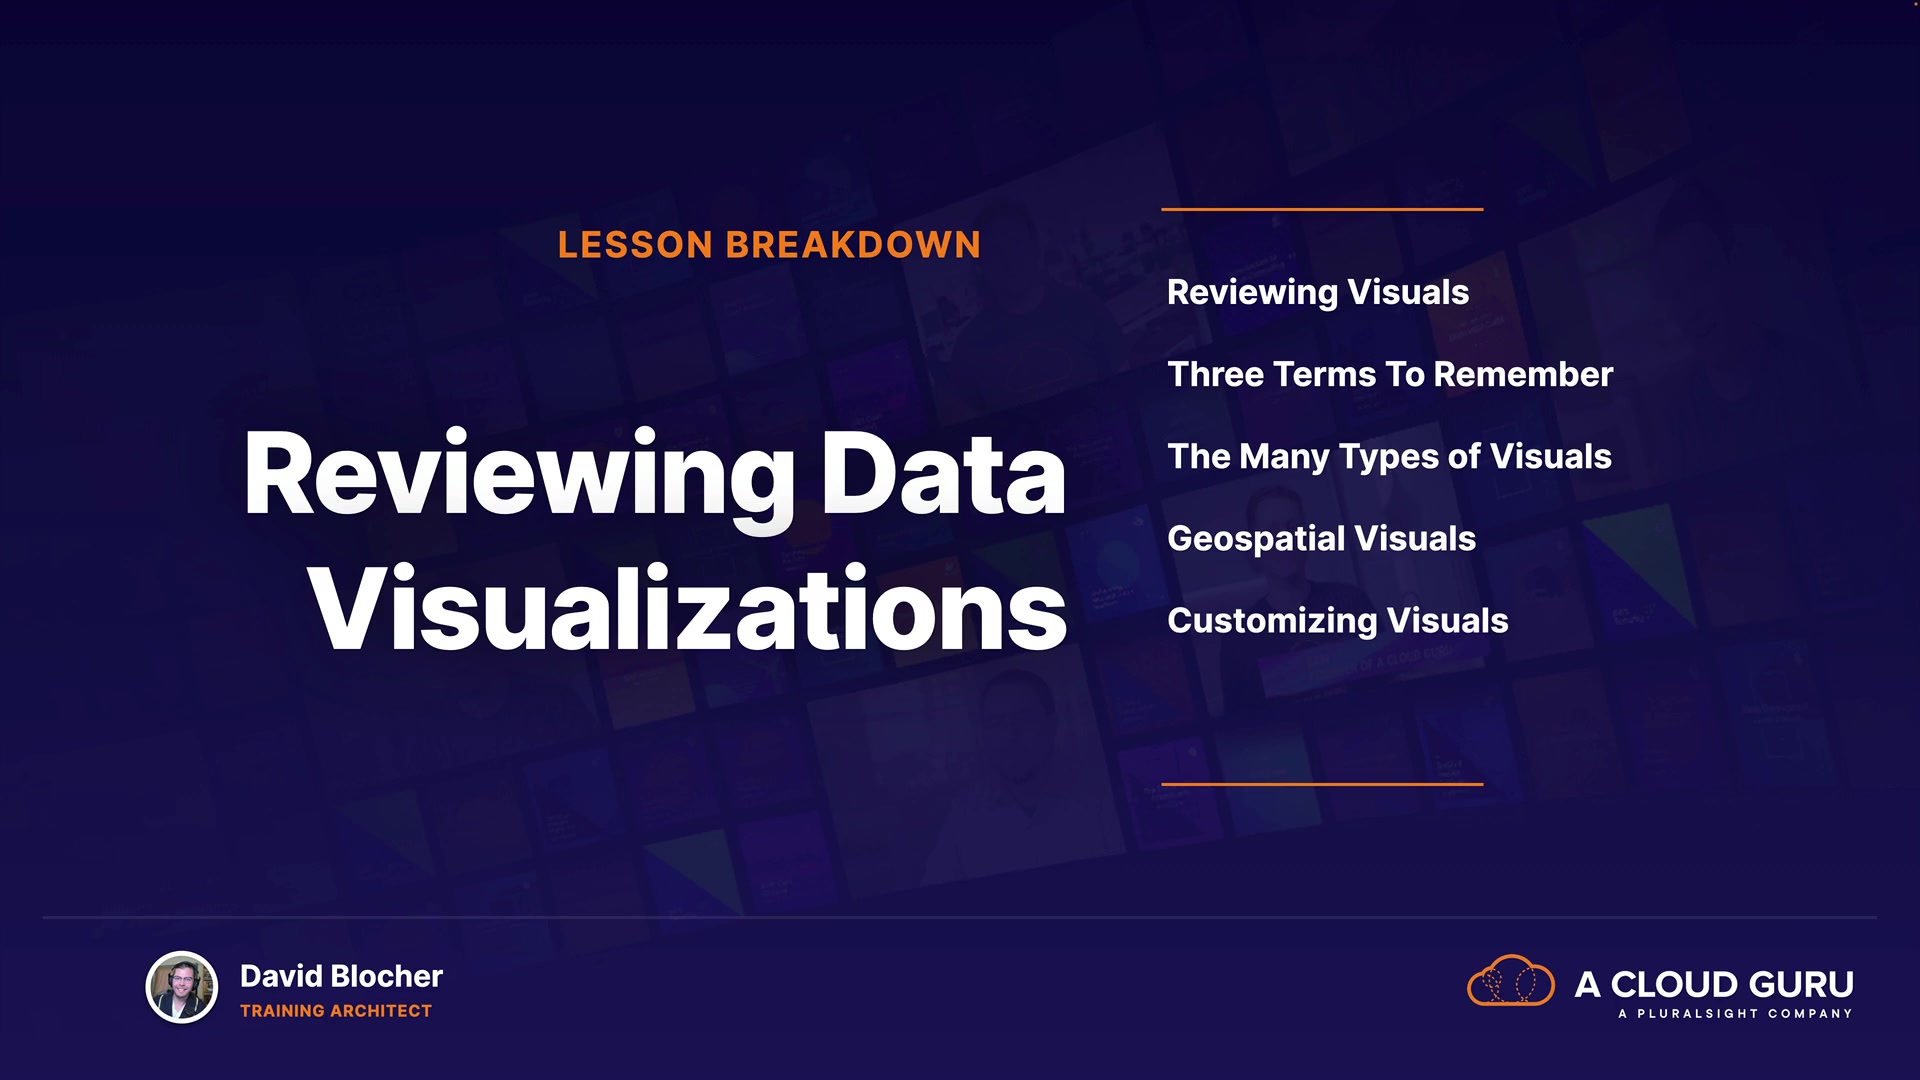 LESSON BREAKDOWN
Reviewing Data
Visualizations
Reviewing Visuals
Three Terms To Remember
The Many Types of Visuals
Geospatial Visuals
Customizing Visuals
David Blocher
TRAINING ARCHITECT
A CLOUD GURU
A PLURALSIGHT COMPANY